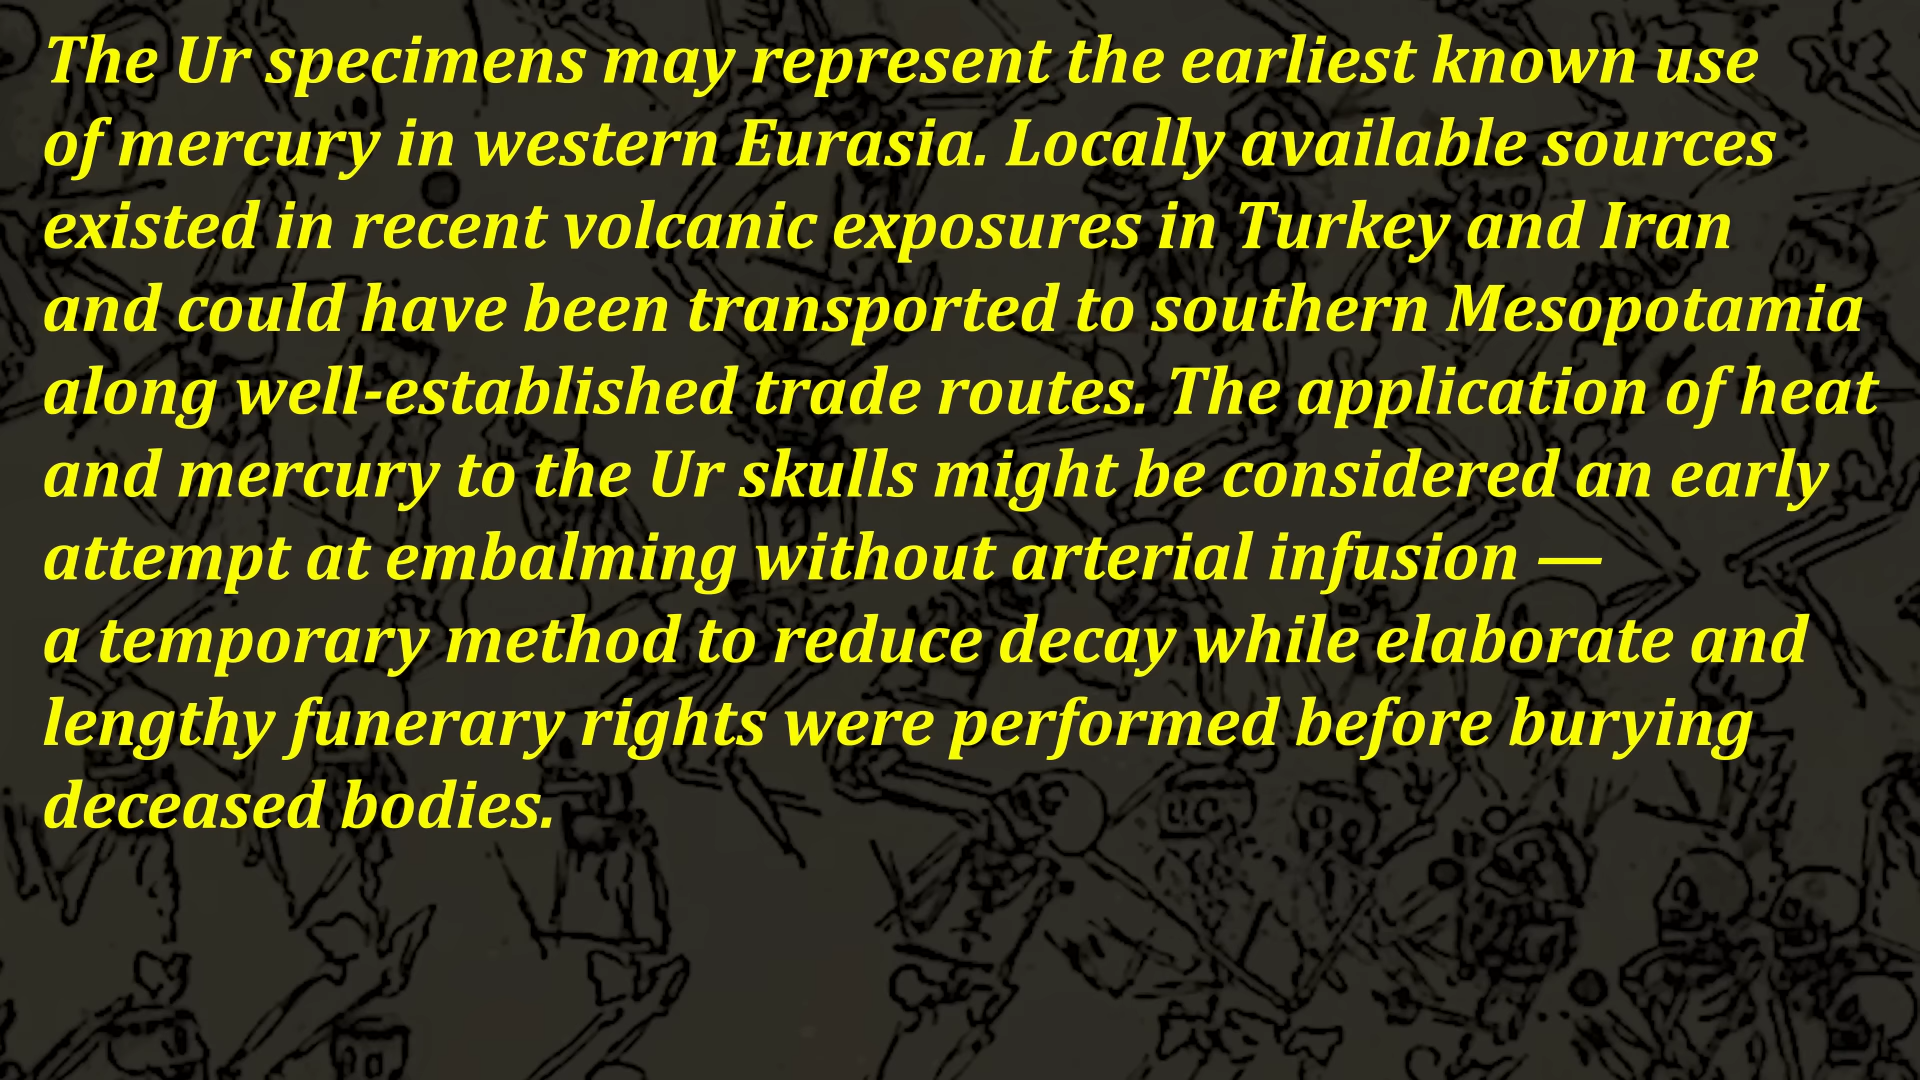 The Ur specimens may represent the earliest known use
of mercury in western Eurasia. Locally available sources
existed in recent volcanic exposures in Turkey and Iran
and could have been transported to southern Mesopotamia
along well-established trade routes. The application of heat
and mercury to the Ur skulls might be considered an early
attempt at embalming without arterial infusion —
a temporary method to reduce decay while elaborate and
lengthy funerary rights were performed before burying
deceased bodies.